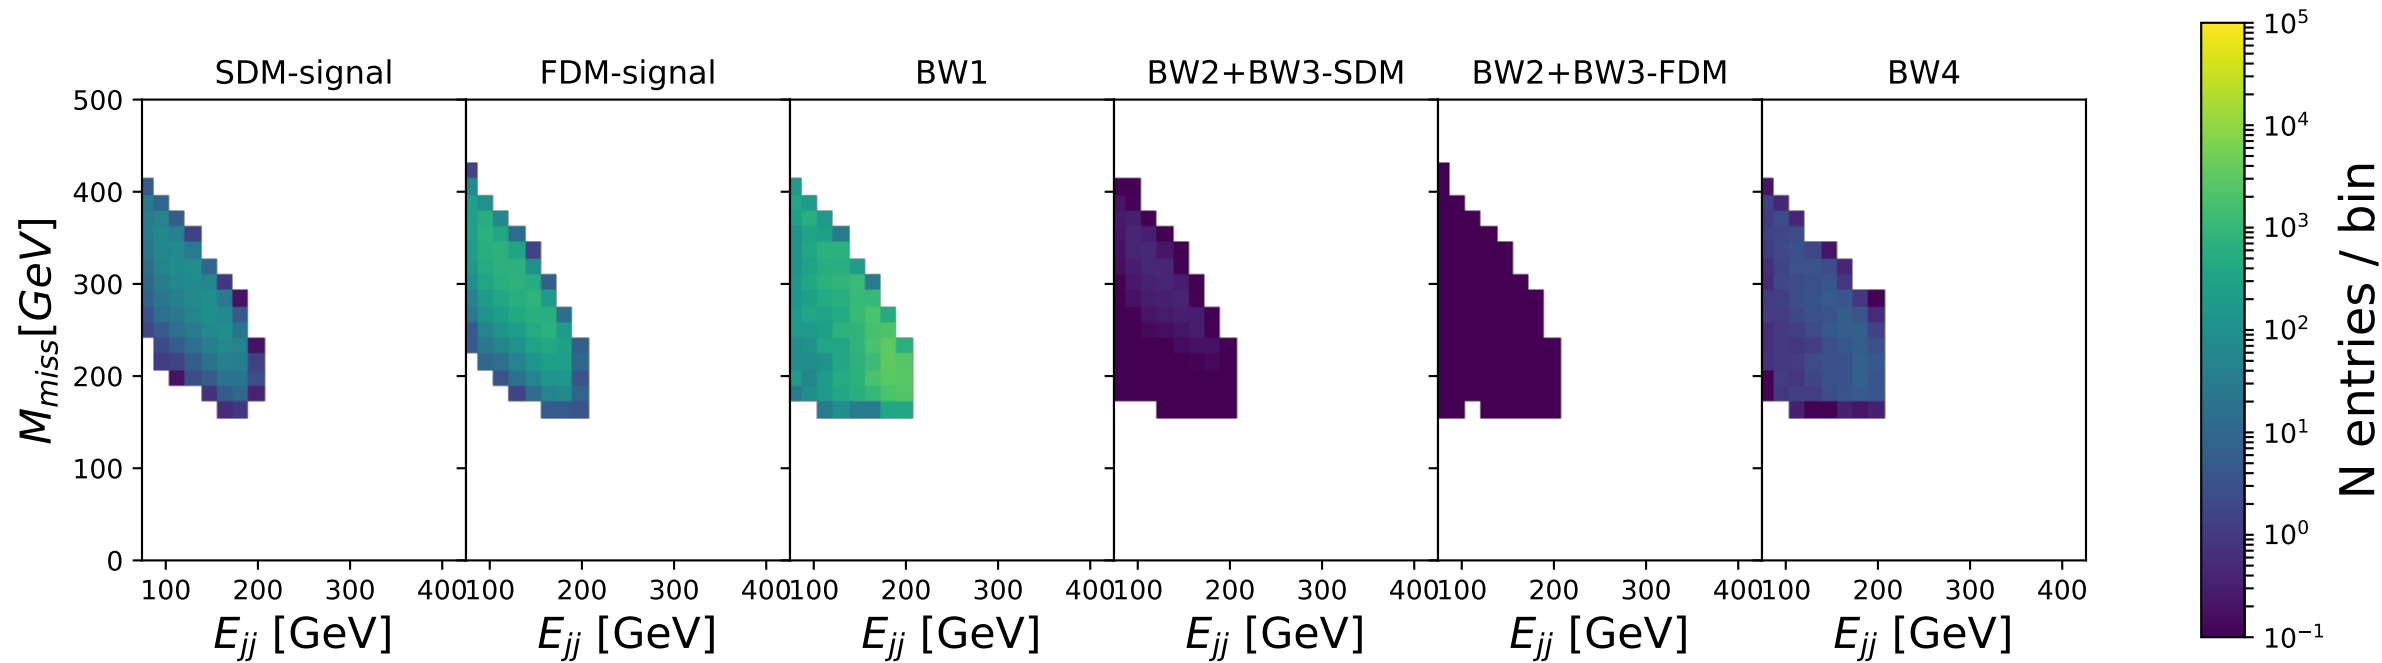 SDM-signal FDM-signal BW1 BW2+BW3-SDM BW2+BW3-FDM BW4
500
400
300
200
100
0
M_miss[GeV]
100 200 300 400 100 200 300 400 100 200 300 400 100 200 300 400 100 200 300 400 100 200 300 400
E_jj [GeV] E_jj [GeV] E_jj [GeV] E_jj [GeV] E_jj [GeV] E_jj [GeV]
10^5
10^4
10^3
10^2
10^1
10^0
10^−1
N entries / bin